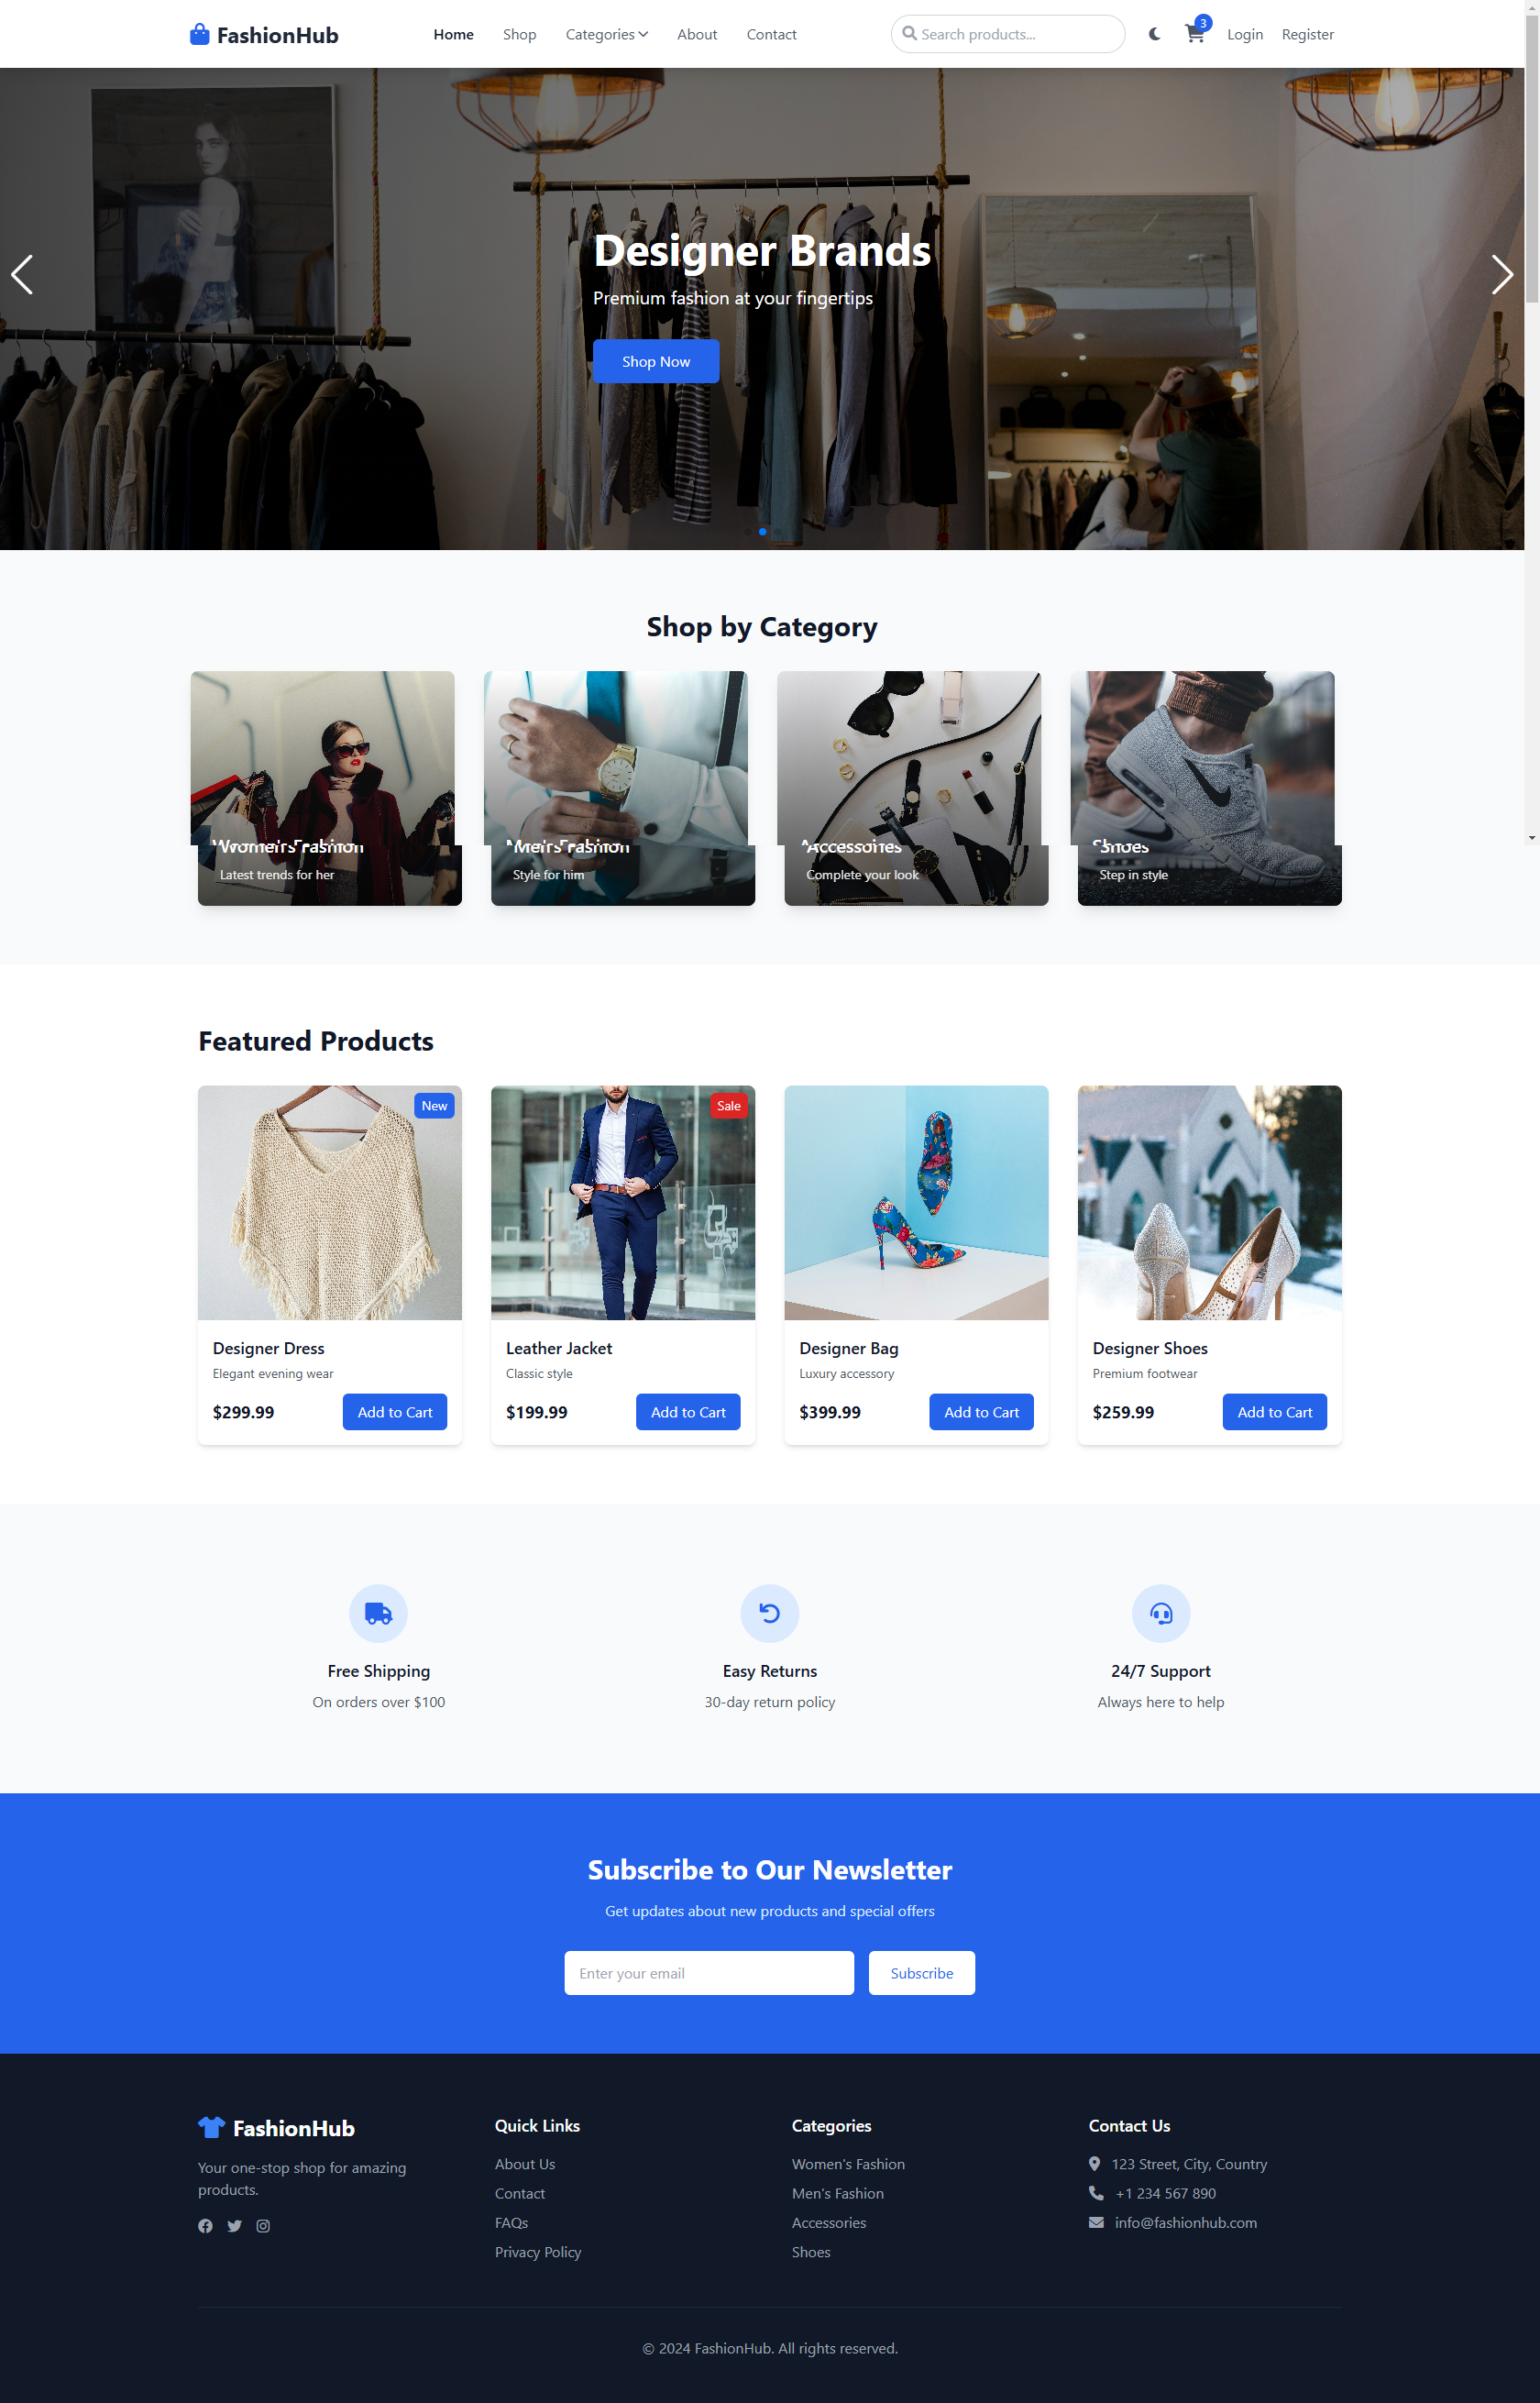 FashionHub
Home Shop Categories About Contact
Search products...
3
Login Register
Designer Brands
Premium fashion at your fingertips
Shop Now
Shop by Category
Women's Fashion
Latest trends for her
Men's Fashion
Style for him
Accessories
Complete your look
Shoes
Step in style
Featured Products
New
Designer Dress
Elegant evening wear
$299.99 Add to Cart
Sale
Leather Jacket
Classic style
$199.99 Add to Cart
Designer Bag
Luxury accessory
$399.99 Add to Cart
Designer Shoes
Premium footwear
$259.99 Add to Cart
Free Shipping
On orders over $100
Easy Returns
30-day return policy
24/7 Support
Always here to help
Subscribe to Our Newsletter
Get updates about new products and special offers
Enter your email Subscribe
FashionHub
Your one-stop shop for amazing
products.
Quick Links
About Us
Contact
FAQs
Privacy Policy
Categories
Women's Fashion
Men's Fashion
Accessories
Shoes
Contact Us
123 Street, City, Country
+1 234 567 890
info@fashionhub.com
© 2024 FashionHub. All rights reserved.